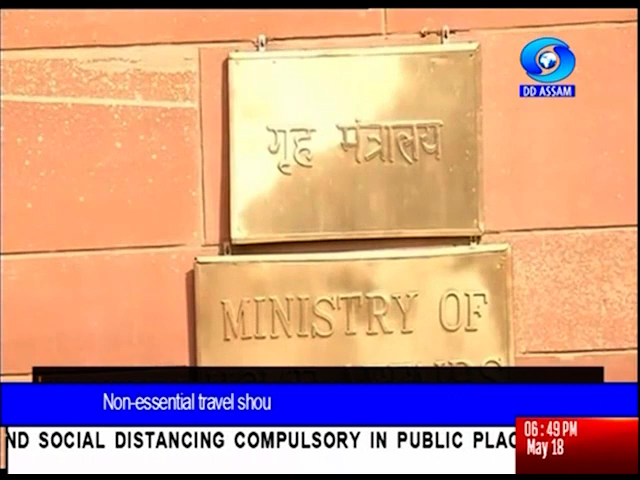 DD ASSAM
गृह मंत्रालय
MINISTRY OF
Non-essential travel shou
ND SOCIAL DISTANCING COMPULSORY IN PUBLIC PLAC
06:49 PM
May 18